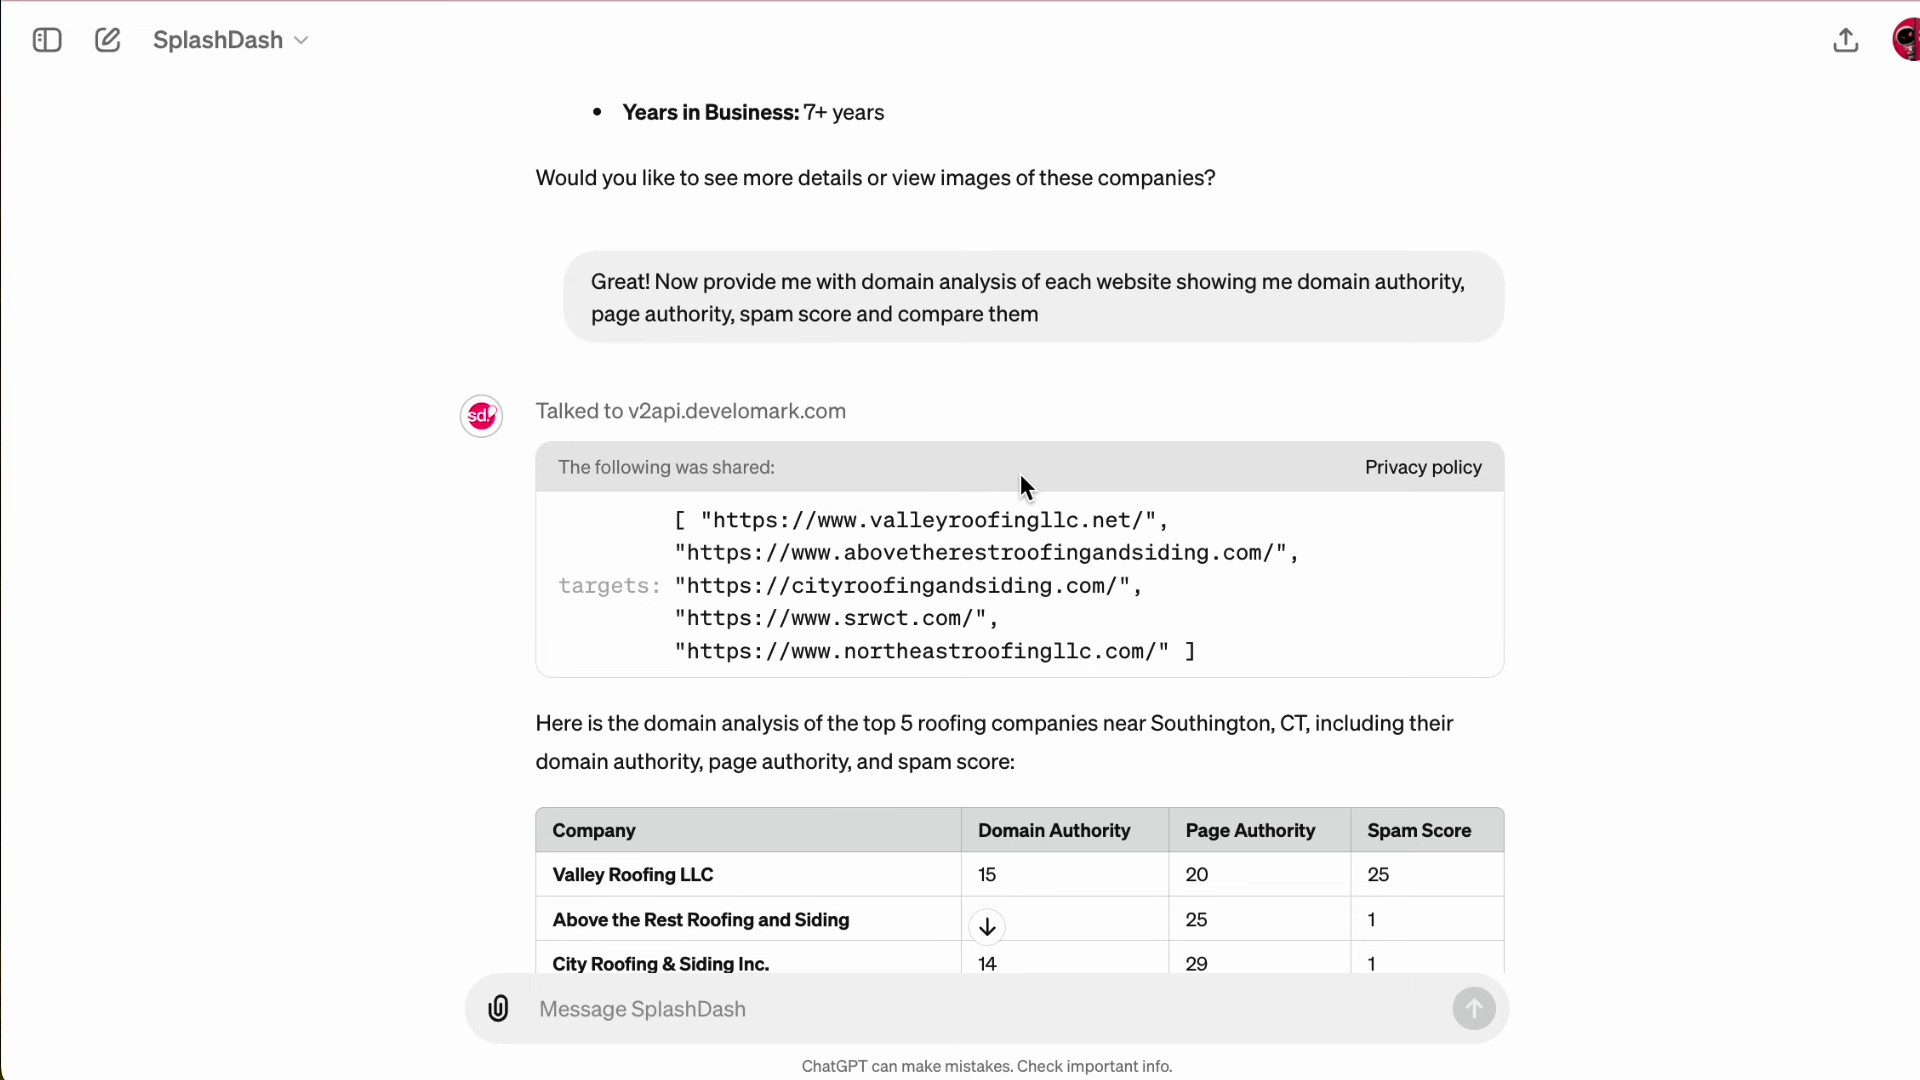 SplashDash
• Years in Business: 7+ years
Would you like to see more details or view images of these companies?
Great! Now provide me with domain analysis of each website showing me domain authority,
page authority, spam score and compare them
sd.
Talked to v2api.develomark.com
The following was shared: Privacy policy
[ "https://www.valleyroofingllc.net/",
"https://www.abovetherestroofingandsiding.com/",
targets: "https://cityroofingandsiding.com/",
"https://www.srwct.com/",
"https://www.northeastroofingllc.com/" ]
Here is the domain analysis of the top 5 roofing companies near Southington, CT, including their
domain authority, page authority, and spam score:
Company Domain Authority Page Authority Spam Score
Valley Roofing LLC 15 20 25
Above the Rest Roofing and Siding 25 1
City Roofing & Siding Inc. 14 29 1
Message SplashDash
ChatGPT can make mistakes. Check important info.